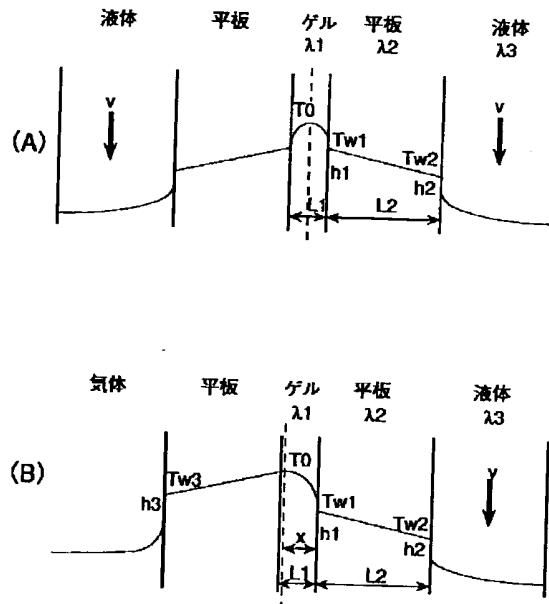 液体 平板 ゲル 平板 液体
λ1 λ2 λ3
v T0 v
(A)
Tw1 Tw2
h1 h2
L1 L2
気体 平板 ゲル 平板 液体
λ1 λ2 λ3
(B)
Tw3 T0 v
h3 Tw1 Tw2
x h1 h2
L1 L2